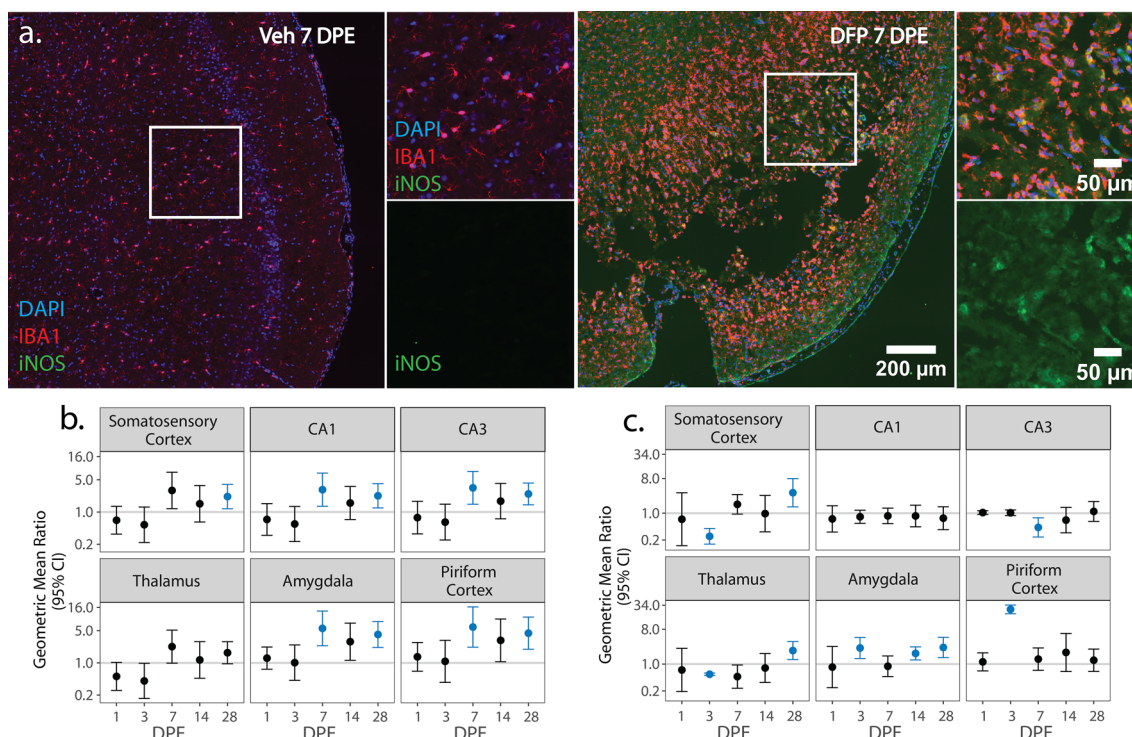 a.
Veh 7 DPE
DAPI
IBA1
iNOS
DAPI
IBA1
iNOS
iNOS
DFP 7 DPE
200 µm
50 µm
50 µm
b.
Geometric Mean Ratio
(95% CI)
Somatosensory
Cortex
CA1
CA3
16.0
5.0
1.0
0.2
Thalamus
Amygdala
Piriform
Cortex
16.0
5.0
1.0
0.2
1 3 7 14 28
1 3 7 14 28
1 3 7 14 28
DPE
DPE
DPE
c.
Geometric Mean Ratio
(95% CI)
Somatosensory
Cortex
CA1
CA3
34.0
8.0
1.0
0.2
Thalamus
Amygdala
Piriform
Cortex
34.0
8.0
1.0
0.2
1 3 7 14 28
1 3 7 14 28
1 3 7 14 28
DPE
DPE
DPE